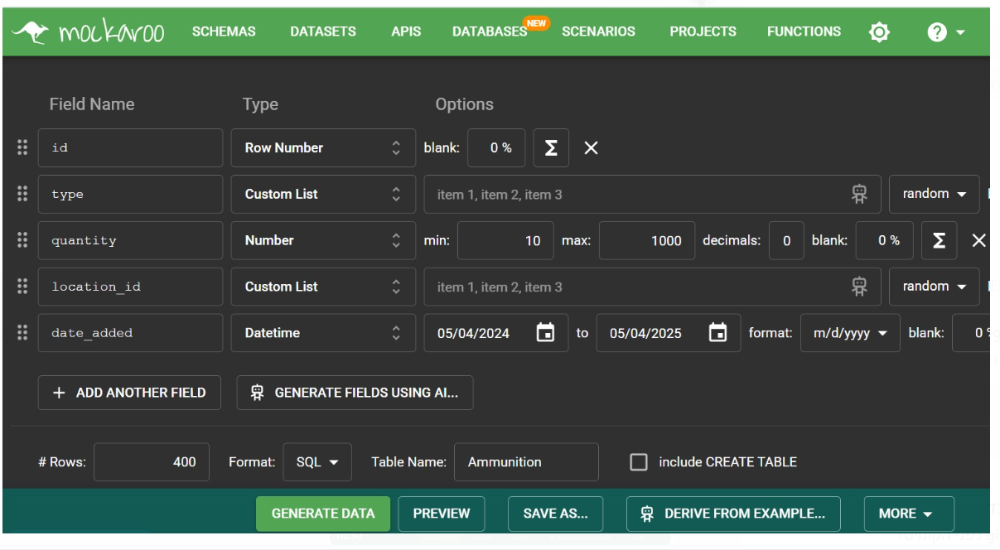 mockaroo SCHEMAS DATASETS APIS DATABASES NEW SCENARIOS PROJECTS FUNCTIONS ?
Field Name Type Options
id Row Number blank: 0 % Σ
type Custom List item 1, item 2, item 3 random
quantity Number min: 10 max: 1000 decimals: 0 blank: 0 % Σ
location_id Custom List item 1, item 2, item 3 random
date_added Datetime 05/04/2024 to 05/04/2025 format: m/d/yyyy blank: 0 %
+ ADD ANOTHER FIELD GENERATE FIELDS USING AI...
# Rows: 400 Format: SQL Table Name: Ammunition include CREATE TABLE
GENERATE DATA PREVIEW SAVE AS... DERIVE FROM EXAMPLE... MORE